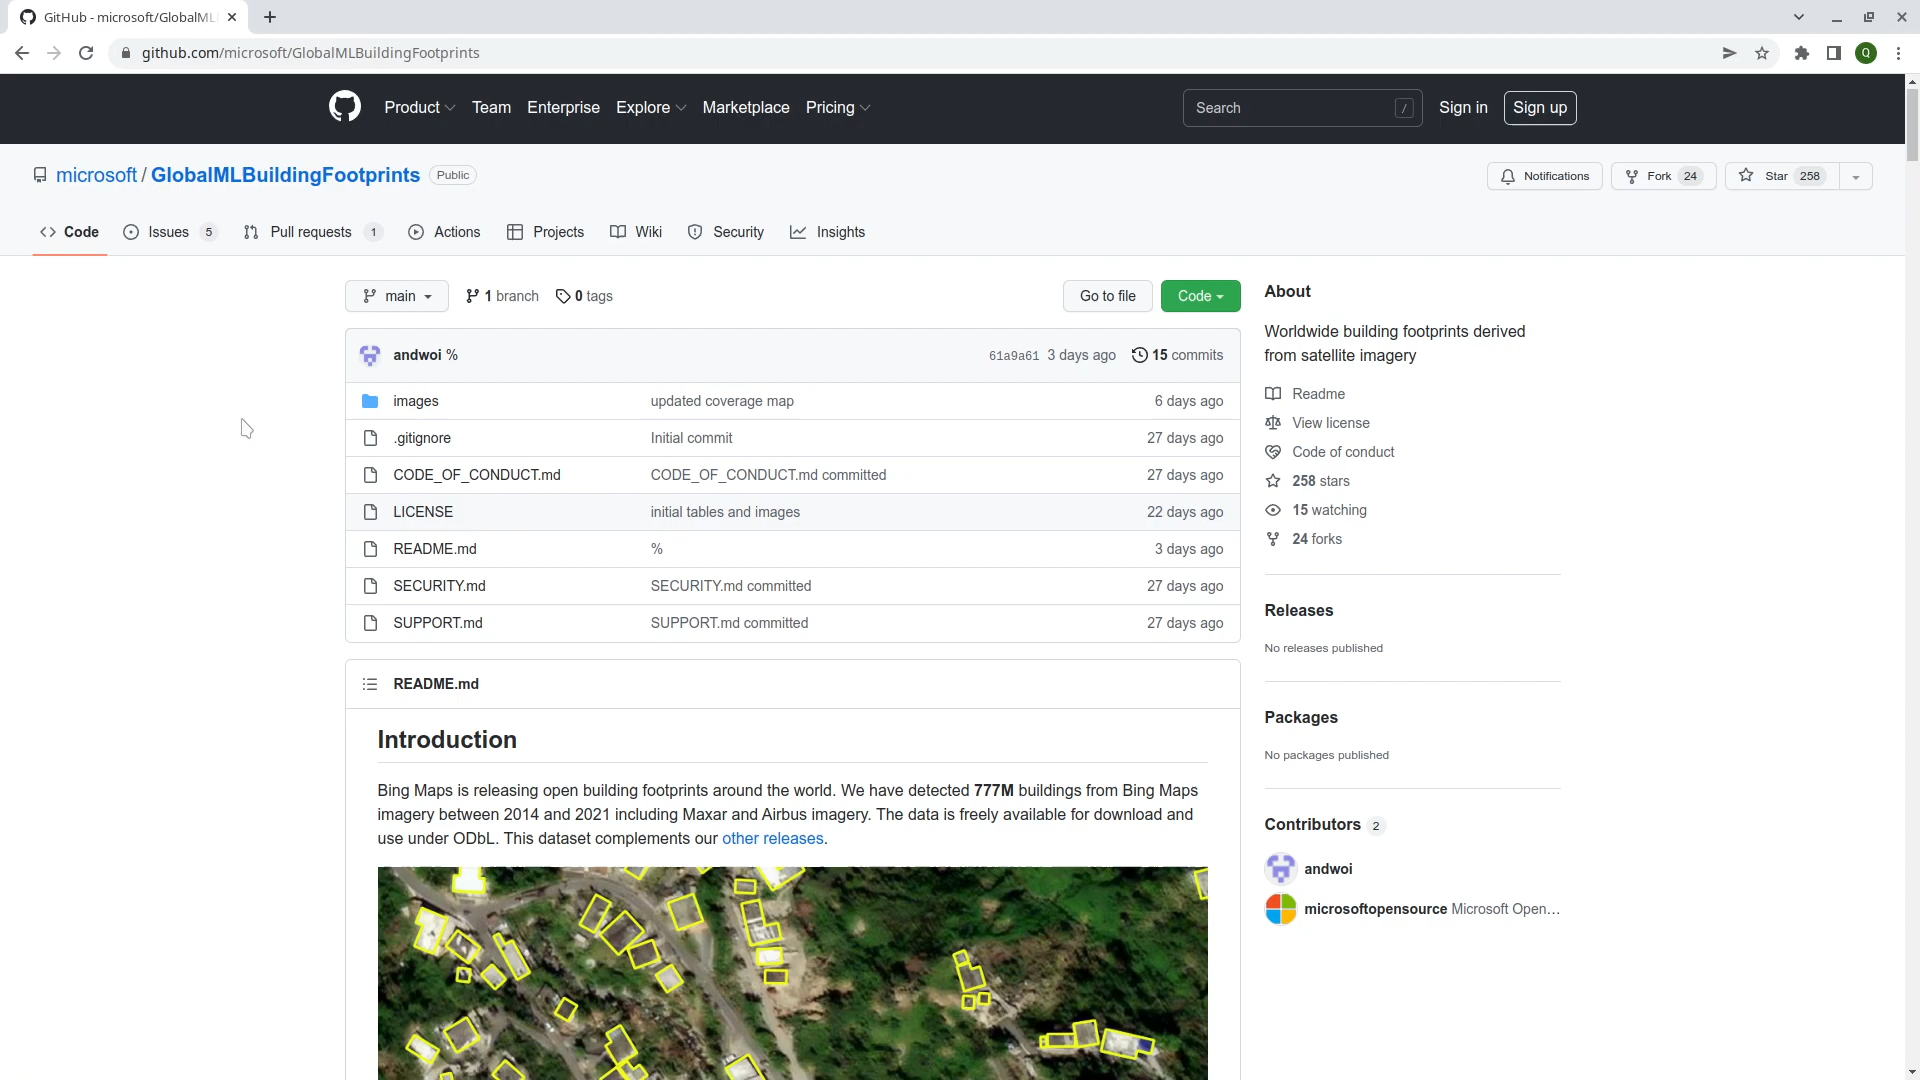 GitHub - microsoft/GlobalML
github.com/microsoft/GlobalMLBuildingFootprints
Q
Product Team Enterprise Explore Marketplace Pricing
Search /
Sign in Sign up
microsoft / GlobalMLBuildingFootprints Public
Notifications Fork 24 Star 258
Code Issues 5 Pull requests 1 Actions Projects Wiki Security Insights
main 1 branch 0 tags
Go to file Code
andwoi % 61a9a61 3 days ago 15 commits
images updated coverage map 6 days ago
.gitignore Initial commit 27 days ago
CODE_OF_CONDUCT.md CODE_OF_CONDUCT.md committed 27 days ago
LICENSE initial tables and images 22 days ago
README.md % 3 days ago
SECURITY.md SECURITY.md committed 27 days ago
SUPPORT.md SUPPORT.md committed 27 days ago
README.md
Introduction
Bing Maps is releasing open building footprints around the world. We have detected 777M buildings from Bing Maps
imagery between 2014 and 2021 including Maxar and Airbus imagery. The data is freely available for download and
use under ODbL. This dataset complements our other releases.
About
Worldwide building footprints derived
from satellite imagery
Readme
View license
Code of conduct
258 stars
15 watching
24 forks
Releases
No releases published
Packages
No packages published
Contributors 2
andwoi
microsoftopensource Microsoft Open...